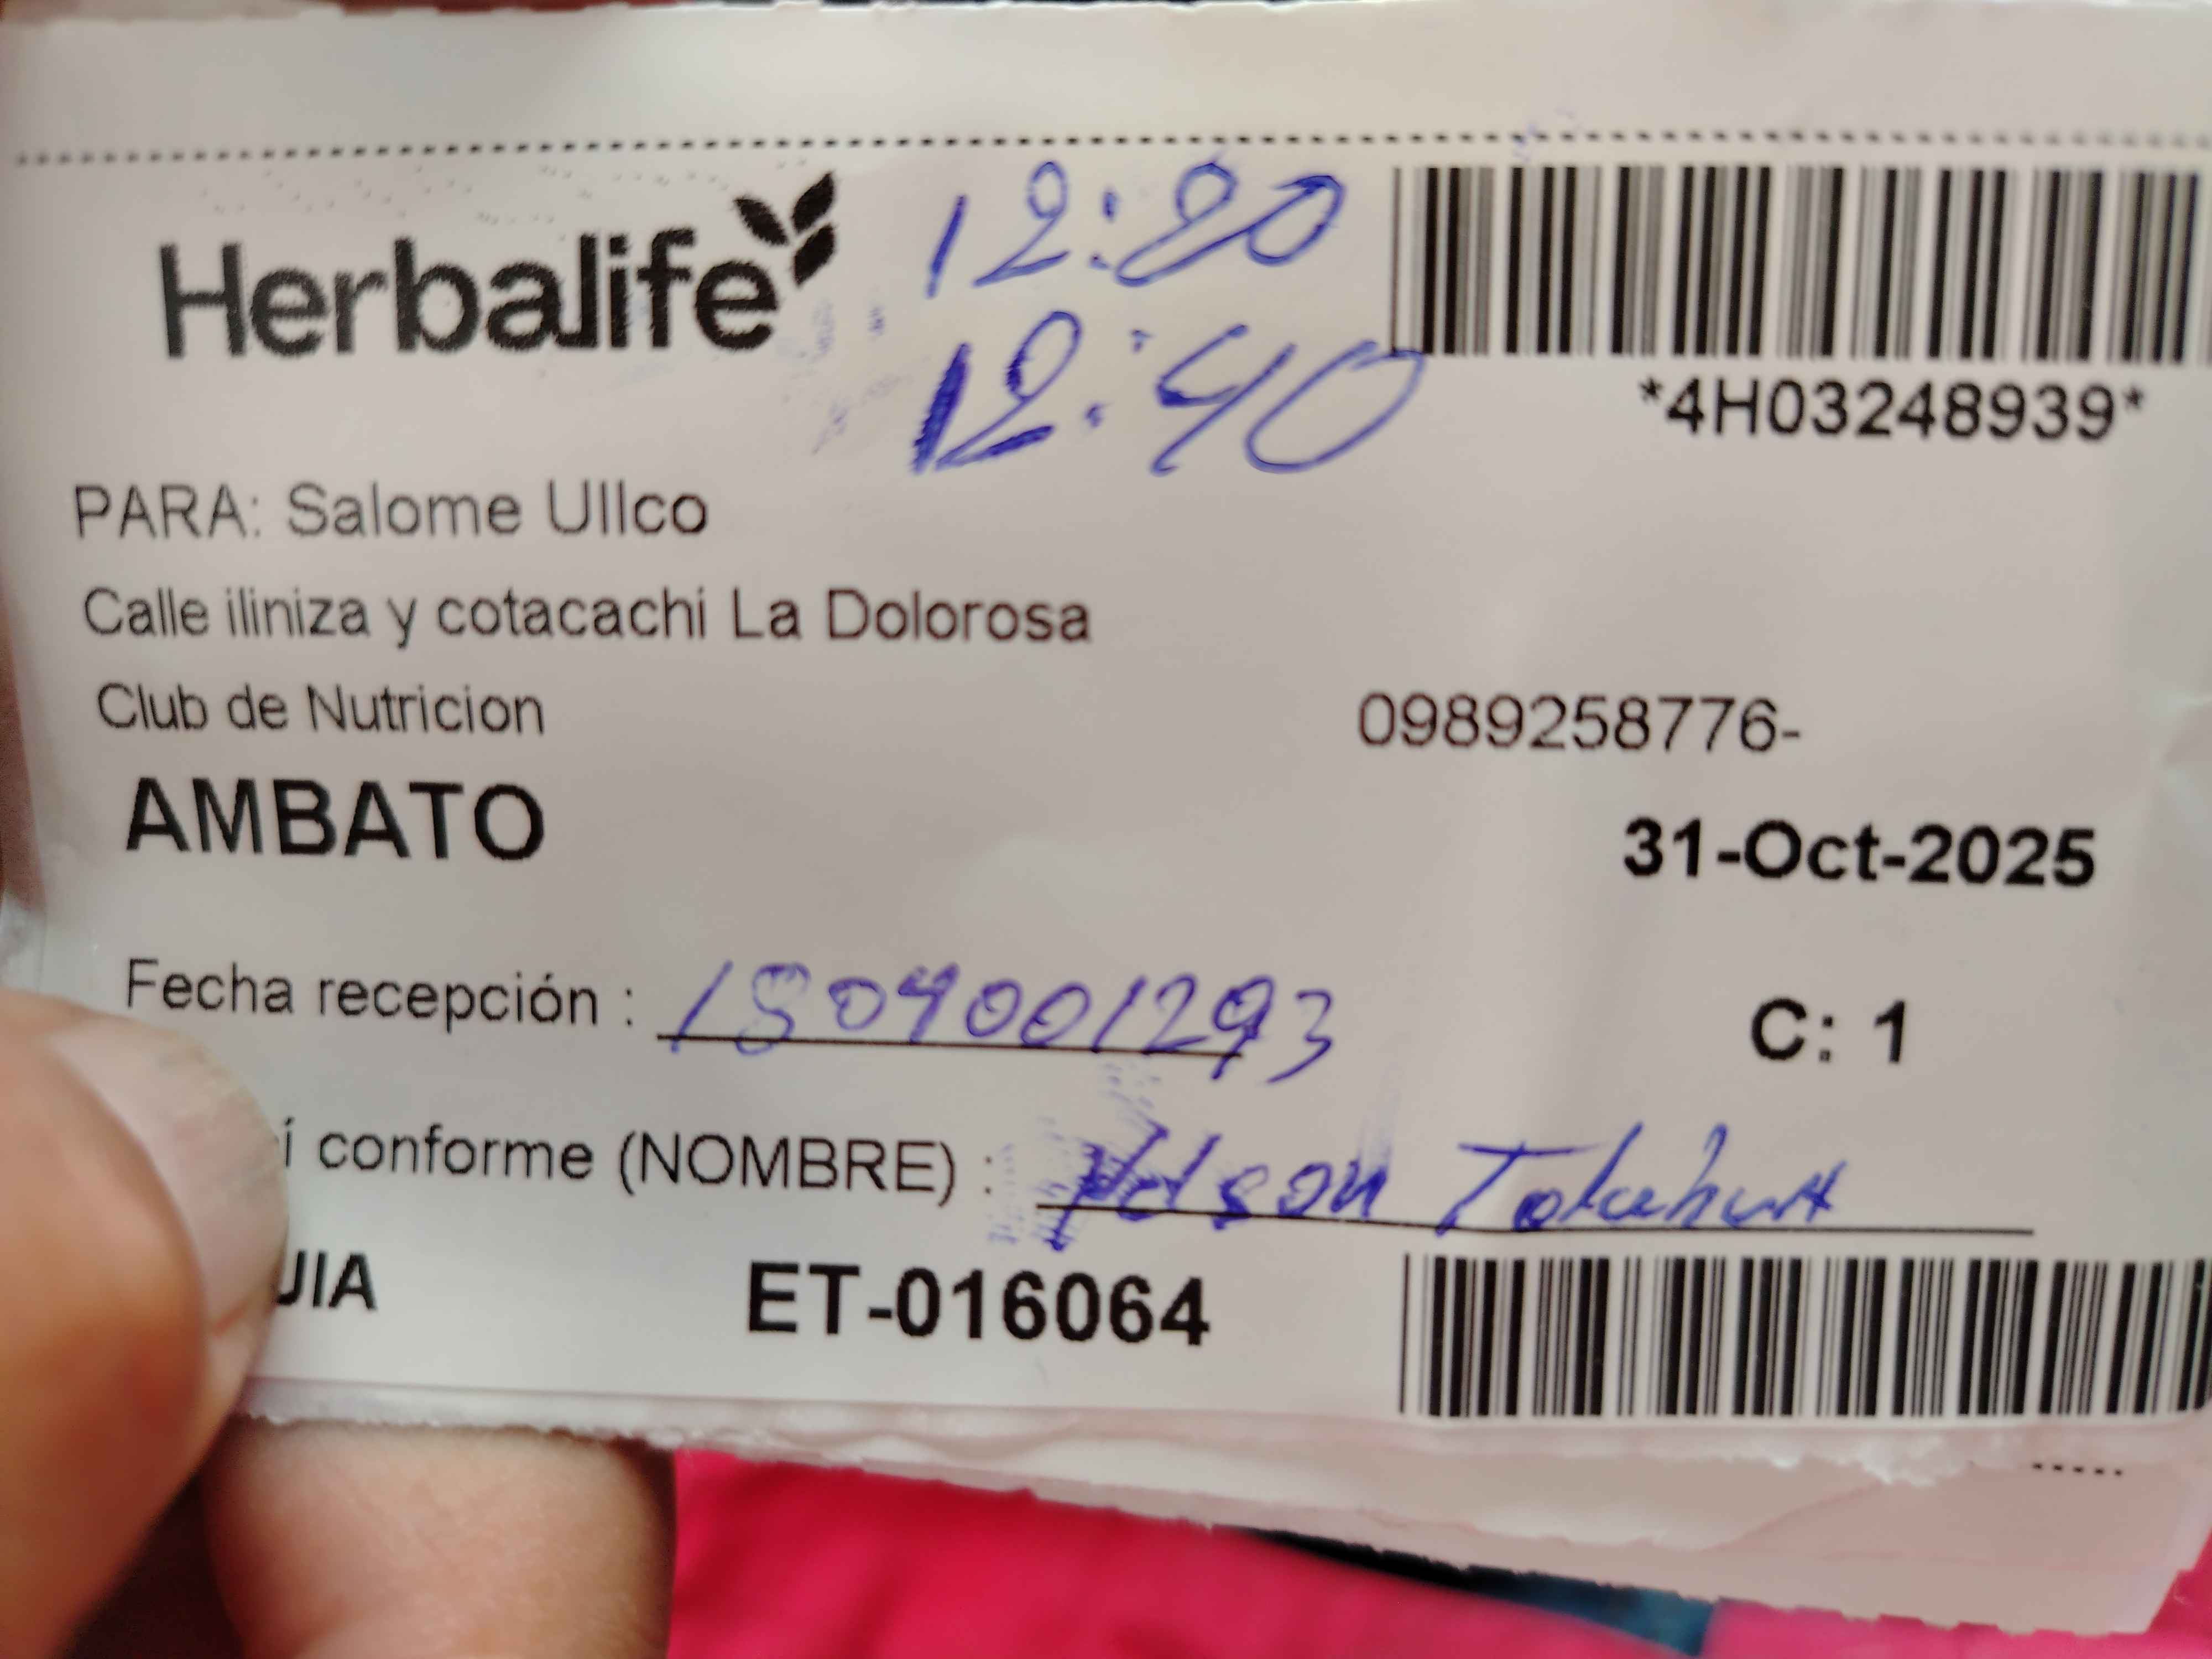 Herbalife
12:20
12:40
*4H03248939*
PARA: Salome Ullco
Calle iliniza y cotacachi La Dolorosa
Club de Nutricion 0989258776-
AMBATO
31-Oct-2025
Fecha recepción : 1804001293
C: 1
í conforme (NOMBRE) :
UIA ET-016064